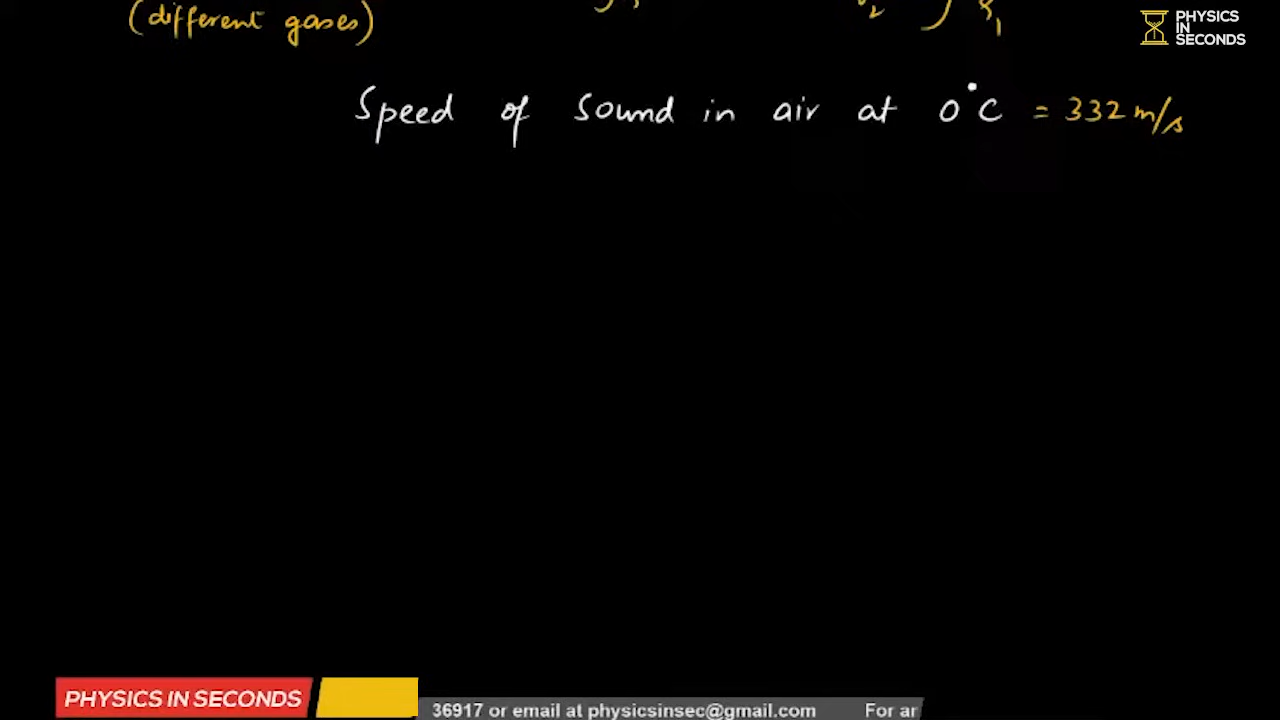 (different gases)
PHYSICS
IN
SECONDS
Speed of Sound in air at 0°C = 332 m/s
PHYSICS IN SECONDS
36917 or email at physicsinsec@gmail.com For ar